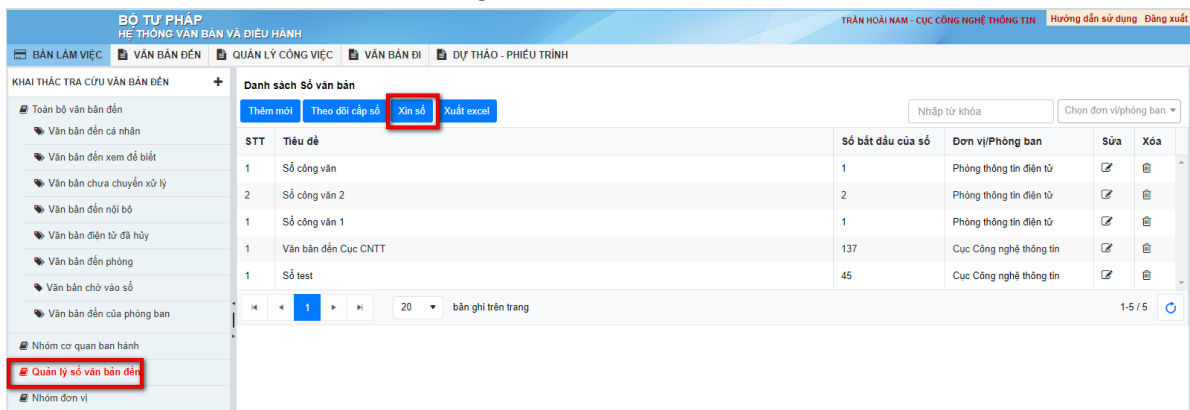 BỘ TƯ PHÁP
HỆ THỐNG VĂN BẢN VÀ ĐIỀU HÀNH
TRẦN HOÀI NAM - CỤC CÔNG NGHỆ THÔNG TIN Hướng dẫn sử dụng Đăng xuất
BÀN LÀM VIỆC VĂN BẢN ĐẾN QUẢN LÝ CÔNG VIỆC VĂN BẢN ĐI DỰ THẢO - PHIẾU TRÌNH
KHAI THÁC TRA CỨU VĂN BẢN ĐẾN
Toàn bộ văn bản đến
Văn bản đến cá nhân
Văn bản đến xem để biết
Văn bản chưa chuyển xử lý
Văn bản đến nội bộ
Văn bản điện tử đã hủy
Văn bản đến phòng
Văn bản chờ vào sổ
Văn bản đến của phòng ban
Nhóm cơ quan ban hành
Quản lý sổ văn bản đến
Nhóm đơn vị
Danh sách Sổ văn bản
Thêm mới Theo dõi cấp số Xin số Xuất excel Nhập từ khóa Chọn đơn vị/phòng ban
STT Tiêu đề Số bắt đầu của sổ Đơn vị/Phòng ban Sửa Xóa
1 Sổ công văn 1 Phòng thông tin điện tử
2 Sổ công văn 2 2 Phòng thông tin điện tử
1 Sổ công văn 1 1 Phòng thông tin điện tử
1 Văn bản đến Cục CNTT 137 Cục Công nghệ thông tin
1 Sổ test 45 Cục Công nghệ thông tin
1 20 bản ghi trên trang 1-5 / 5